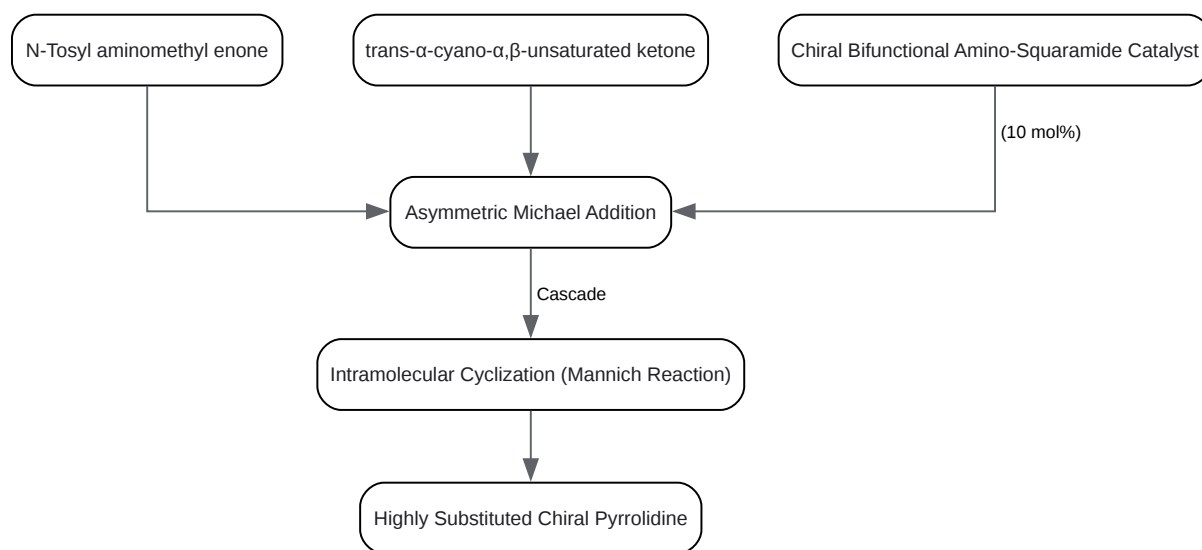 N-Tosyl aminomethyl enone
trans-α-cyano-α,β-unsaturated ketone
Chiral Bifunctional Amino-Squaramide Catalyst
(10 mol%)
Asymmetric Michael Addition
Cascade
Intramolecular Cyclization (Mannich Reaction)
Highly Substituted Chiral Pyrrolidine